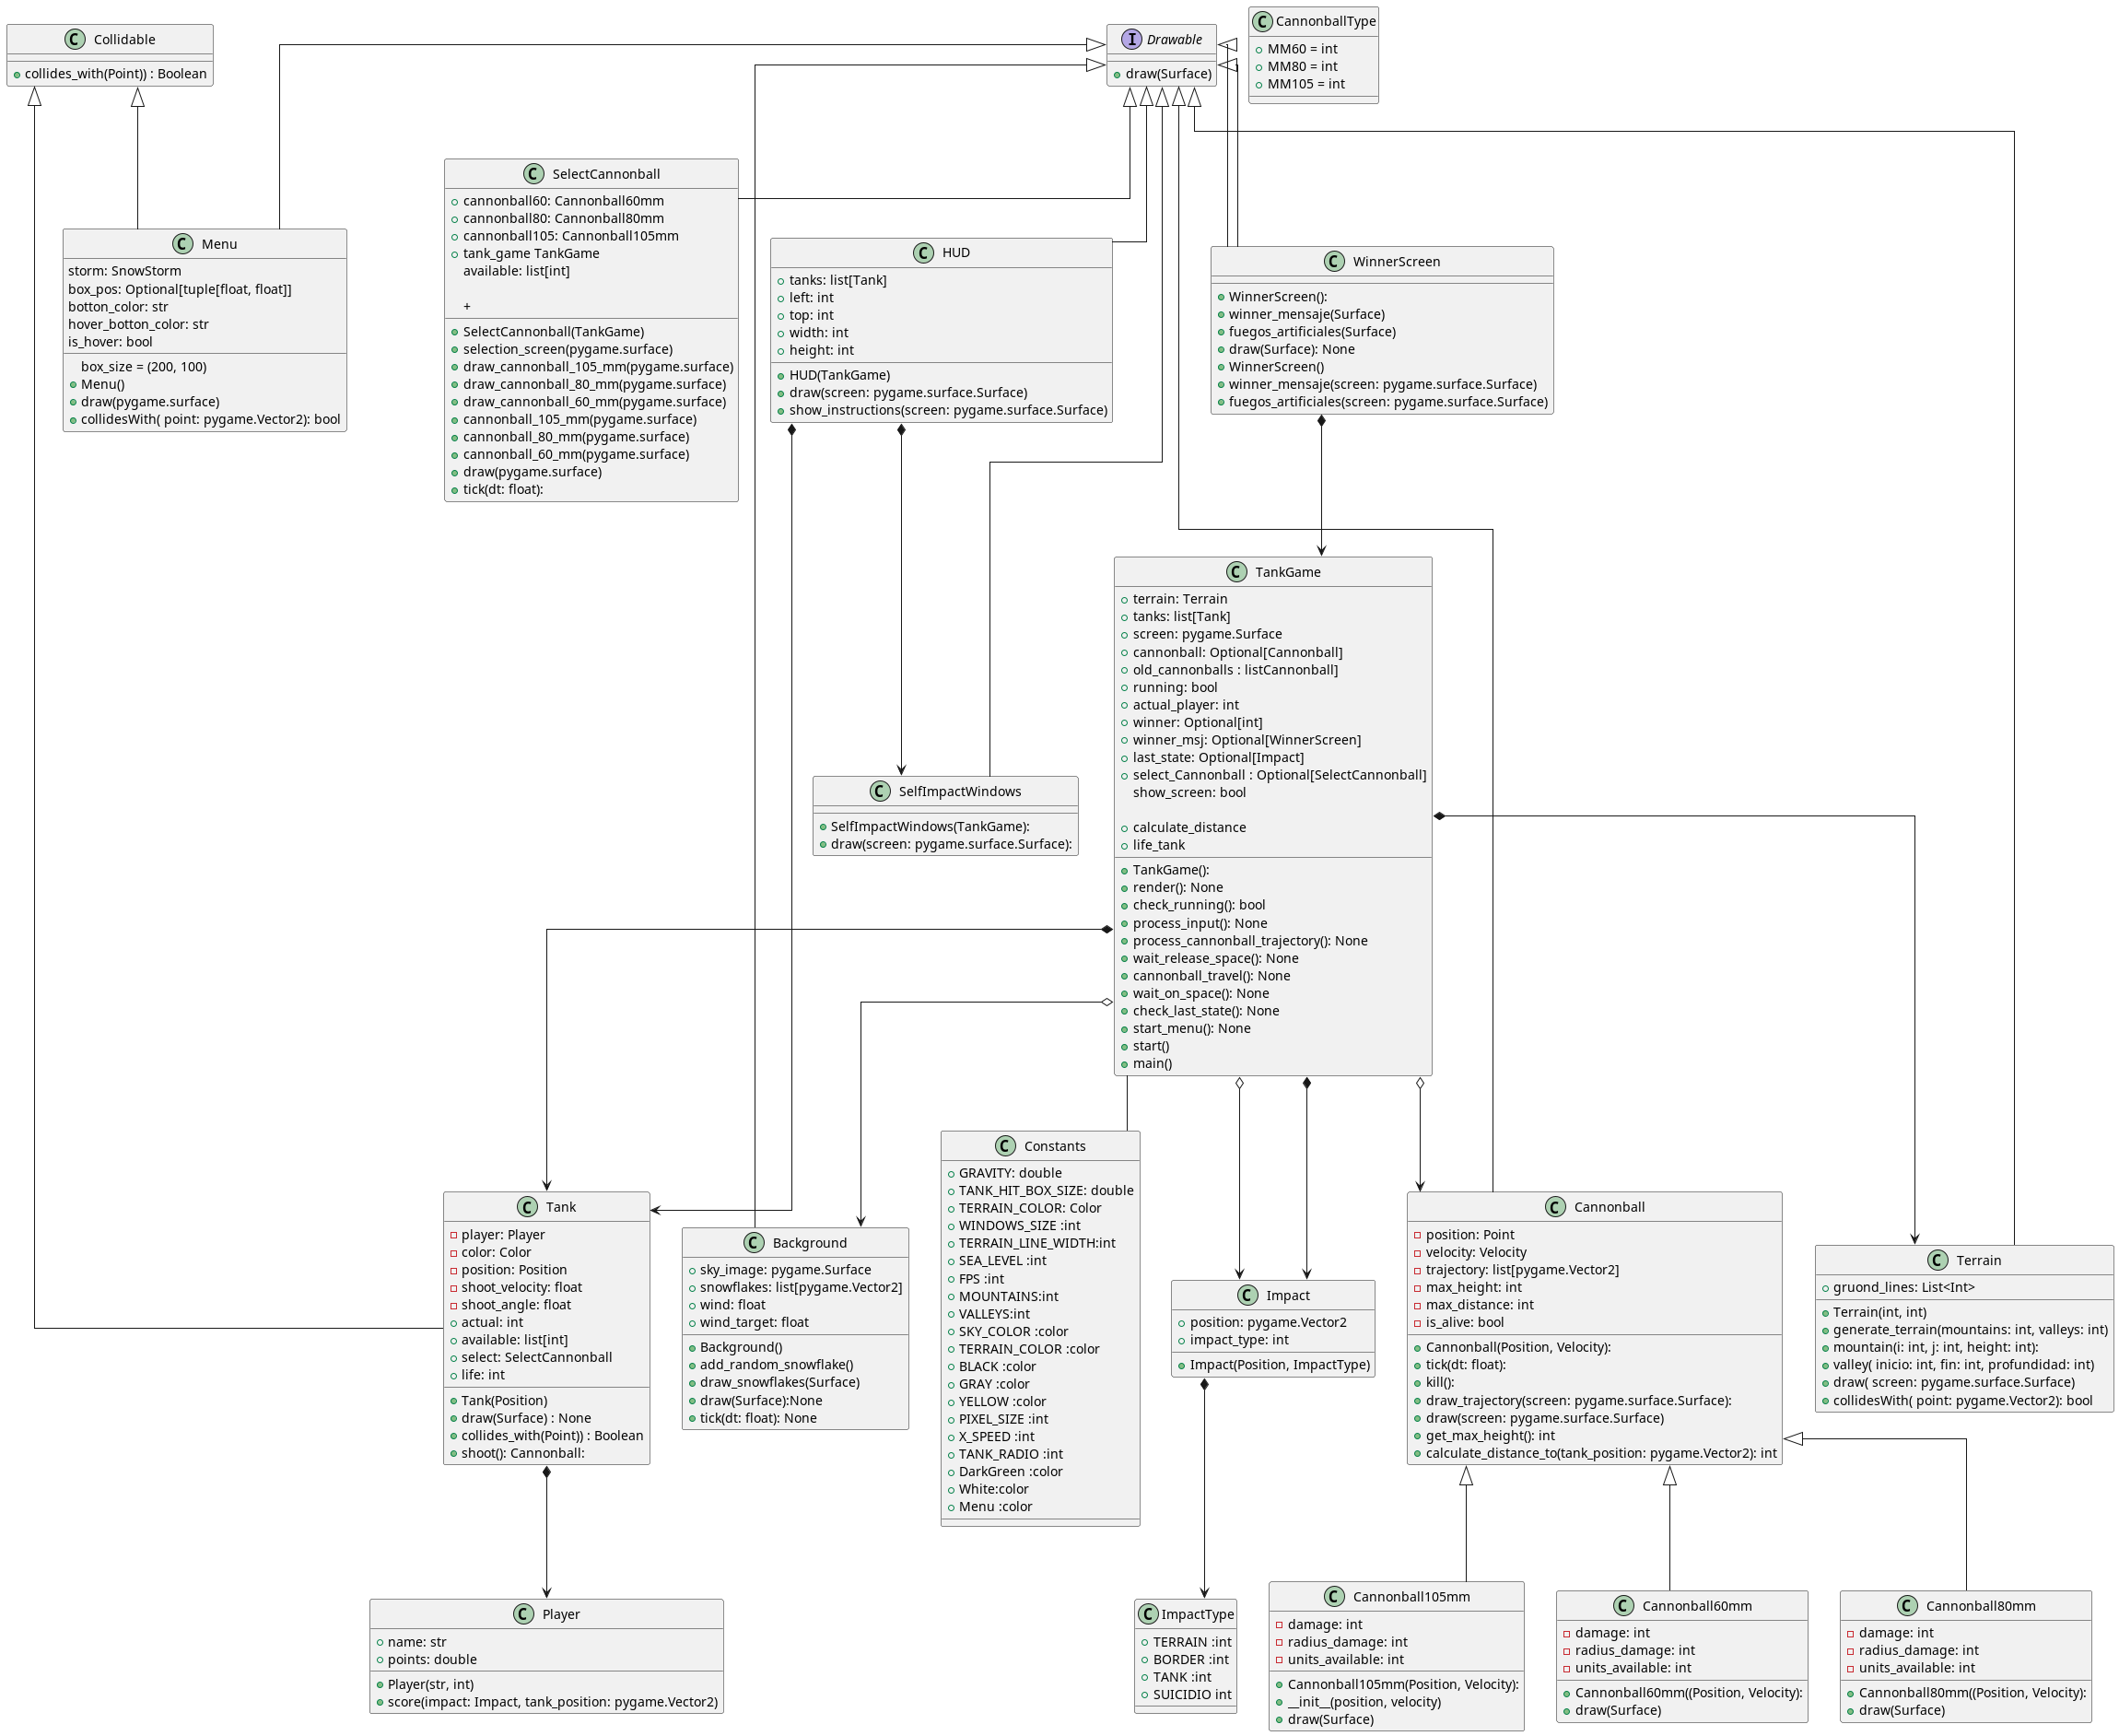 C Collidable
collides_with(Point)) : Boolean
I Drawable
draw(Surface)
C CannonballType
MM60 = int
MM80 = int
MM105 = int
C Menu
storm: SnowStorm
box_pos: Optional[tuple[float, float]]
botton_color: str
hover_botton_color: str
is_hover: bool
box_size = (200, 100)
Menu()
draw(pygame.surface)
collidesWith( point: pygame.Vector2): bool
C SelectCannonball
cannonball60: Cannonball60mm
cannonball80: Cannonball80mm
cannonball105: Cannonball105mm
tank_game TankGame
available: list[int]
+
SelectCannonball(TankGame)
selection_screen(pygame.surface)
draw_cannonball_105_mm(pygame.surface)
draw_cannonball_80_mm(pygame.surface)
draw_cannonball_60_mm(pygame.surface)
cannonball_105_mm(pygame.surface)
cannonball_80_mm(pygame.surface)
cannonball_60_mm(pygame.surface)
draw(pygame.surface)
tick(dt: float):
C HUD
tanks: list[Tank]
left: int
top: int
width: int
height: int
HUD(TankGame)
draw(screen: pygame.surface.Surface)
show_instructions(screen: pygame.surface.Surface)
C WinnerScreen
WinnerScreen():
winner_mensaje(Surface)
fuegos_artificiales(Surface)
draw(Surface): None
WinnerScreen()
winner_mensaje(screen: pygame.surface.Surface)
fuegos_artificiales(screen: pygame.surface.Surface)
C TankGame
terrain: Terrain
tanks: list[Tank]
screen: pygame.Surface
cannonball: Optional[Cannonball]
old_cannonballs : listCannonball]
running: bool
actual_player: int
winner: Optional[int]
winner_msj: Optional[WinnerScreen]
last_state: Optional[Impact]
select_Cannonball : Optional[SelectCannonball]
show_screen: bool
calculate_distance
life_tank
TankGame():
render(): None
check_running(): bool
process_input(): None
process_cannonball_trajectory(): None
wait_release_space(): None
cannonball_travel(): None
wait_on_space(): None
check_last_state(): None
start_menu(): None
start()
main()
C SelfImpactWindows
SelfImpactWindows(TankGame):
draw(screen: pygame.surface.Surface):
C Tank
player: Player
color: Color
position: Position
shoot_velocity: float
shoot_angle: float
actual: int
available: list[int]
select: SelectCannonball
life: int
Tank(Position)
draw(Surface) : None
collides_with(Point)) : Boolean
shoot(): Cannonball:
C Background
sky_image: pygame.Surface
snowflakes: list[pygame.Vector2]
wind: float
wind_target: float
Background()
add_random_snowflake()
draw_snowflakes(Surface)
draw(Surface):None
tick(dt: float): None
C Constants
GRAVITY: double
TANK_HIT_BOX_SIZE: double
TERRAIN_COLOR: Color
WINDOWS_SIZE :int
TERRAIN_LINE_WIDTH:int
SEA_LEVEL :int
FPS :int
MOUNTAINS:int
VALLEYS:int
SKY_COLOR :color
TERRAIN_COLOR :color
BLACK :color
GRAY :color
YELLOW :color
PIXEL_SIZE :int
X_SPEED :int
TANK_RADIO :int
DarkGreen :color
White:color
Menu :color
C Impact
position: pygame.Vector2
impact_type: int
Impact(Position, ImpactType)
C Cannonball
position: Point
velocity: Velocity
trajectory: list[pygame.Vector2]
max_height: int
max_distance: int
is_alive: bool
Cannonball(Position, Velocity):
tick(dt: float):
kill():
draw_trajectory(screen: pygame.surface.Surface):
draw(screen: pygame.surface.Surface)
get_max_height(): int
calculate_distance_to(tank_position: pygame.Vector2): int
C Terrain
gruond_lines: List<Int>
Terrain(int, int)
generate_terrain(mountains: int, valleys: int)
mountain(i: int, j: int, height: int):
valley( inicio: int, fin: int, profundidad: int)
draw( screen: pygame.surface.Surface)
collidesWith( point: pygame.Vector2): bool
C Player
name: str
points: double
Player(str, int)
score(impact: Impact, tank_position: pygame.Vector2)
C ImpactType
TERRAIN :int
BORDER :int
TANK :int
SUICIDIO int
C Cannonball105mm
damage: int
radius_damage: int
units_available: int
Cannonball105mm(Position, Velocity):
__init__(position, velocity)
draw(Surface)
C Cannonball60mm
damage: int
radius_damage: int
units_available: int
Cannonball60mm((Position, Velocity):
draw(Surface)
C Cannonball80mm
damage: int
radius_damage: int
units_available: int
Cannonball80mm((Position, Velocity):
draw(Surface)